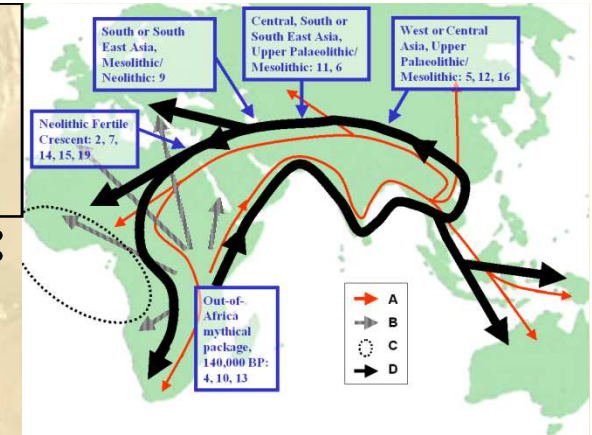 South or South
East Asia,
Mesolithic/
Neolithic: 9
Central, South or
South East Asia,
Upper Palaeolithic/
Mesolithic: 11, 6
West or Central
Asia, Upper
Palaeolithic/
Mesolithic: 5, 12, 16
Neolithic Fertile
Crescent: 2, 7,
14, 15, 19
:
Out-of-
Africa
mythical
package,
140,000 BP:
4, 10, 13
A
B
C
D